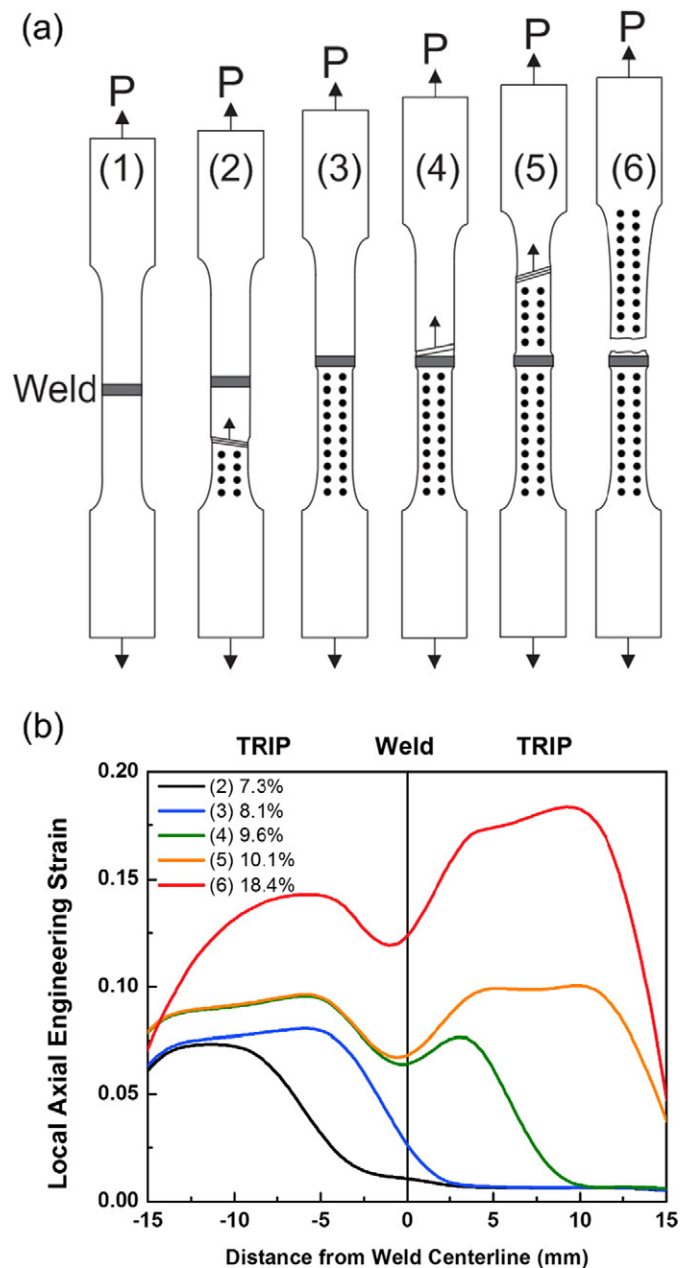 (a)
P P P P P P
(1) (2) (3) (4) (5) (6)
Weld
(b)
TRIP Weld TRIP
0.20
0.15
0.10
0.05
0.00
(2) 7.3%
(3) 8.1%
(4) 9.6%
(5) 10.1%
(6) 18.4%
Local Axial Engineering Strain
-15 -10 -5 0 5 10 15
Distance from Weld Centerline (mm)